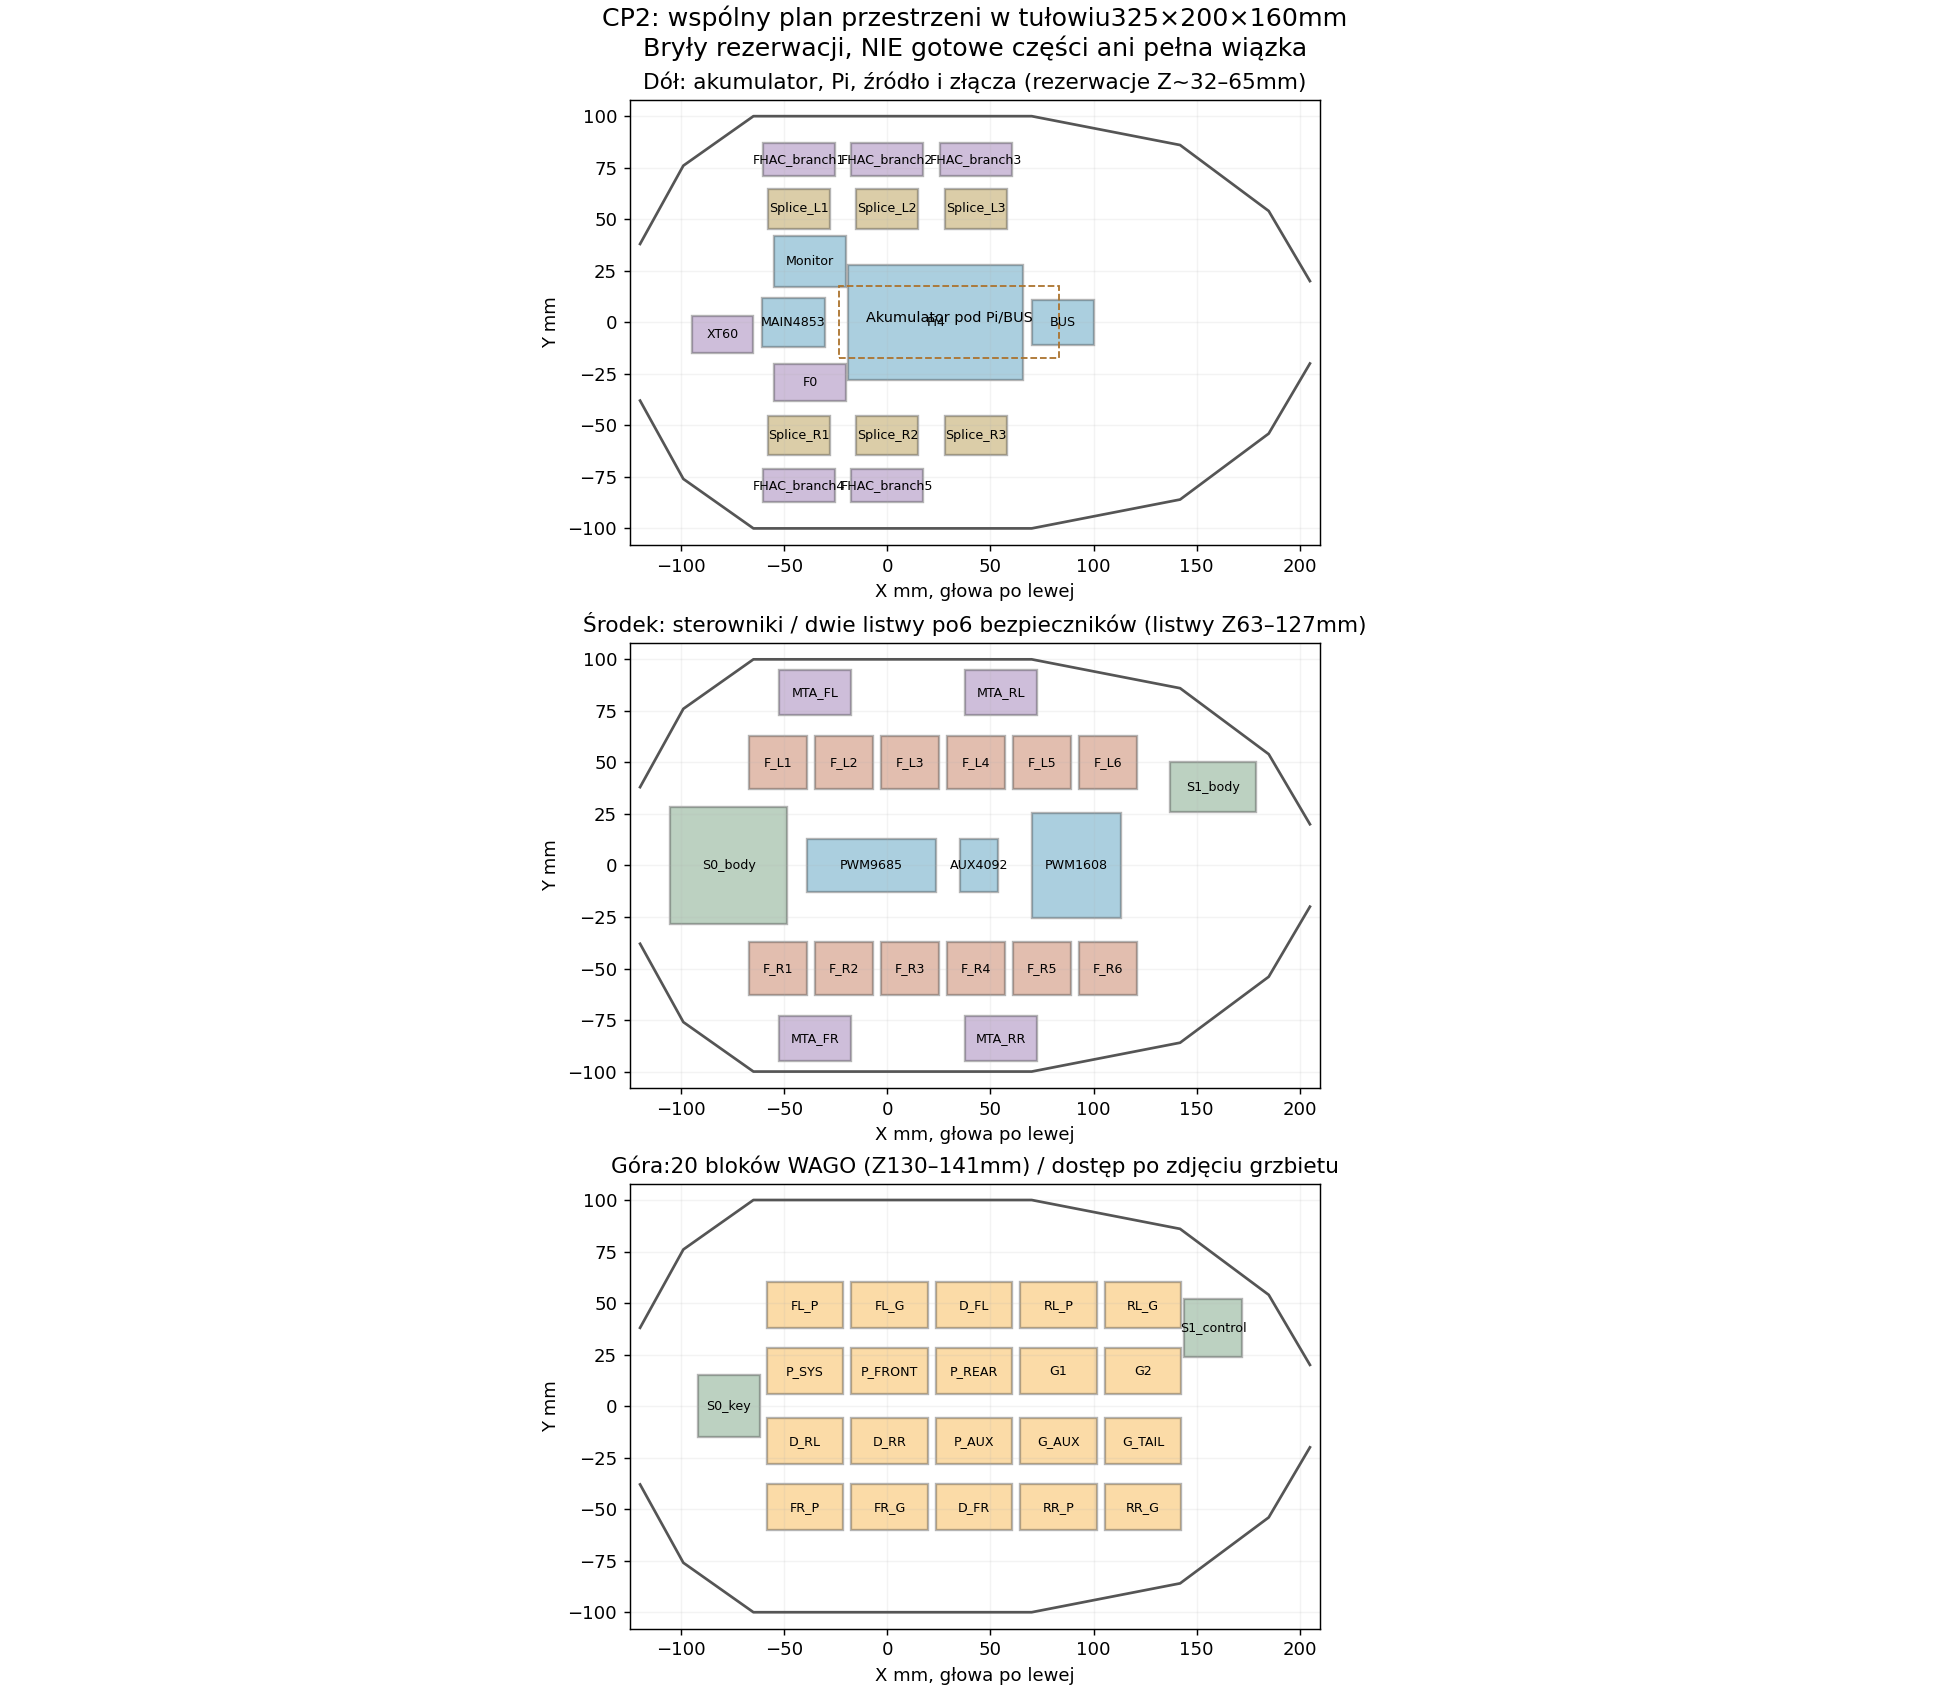 CP2: wspólny plan przestrzeni w tułowiu325×200×160mm
Bryły rezerwacji, NIE gotowe części ani pełna wiązka
Dół: akumulator, Pi, źródło i złącza (rezerwacje Z~32–65mm)
100
75
50
25
0
−25
−50
−75
−100
Y mm
FHAC_branch1
FHAC_branch2
FHAC_branch3
Splice_L1
Splice_L2
Splice_L3
Monitor
Akumulator pod Pi/BUS
Pi4
BUS
MAIN4853
XT60
F0
Splice_R1
Splice_R2
Splice_R3
FHAC_branch4
FHAC_branch5
−100
−50
0
50
100
150
200
X mm, głowa po lewej
Środek: sterowniki / dwie listwy po6 bezpieczników (listwy Z63–127mm)
100
75
50
25
0
−25
−50
−75
−100
Y mm
MTA_FL
MTA_RL
F_L1
F_L2
F_L3
F_L4
F_L5
F_L6
S1_body
S0_body
PWM9685
AUX4092
PWM1608
F_R1
F_R2
F_R3
F_R4
F_R5
F_R6
MTA_FR
MTA_RR
−100
−50
0
50
100
150
200
X mm, głowa po lewej
Góra:20 bloków WAGO (Z130–141mm) / dostęp po zdjęciu grzbietu
100
75
50
25
0
−25
−50
−75
−100
Y mm
FL_P
FL_G
D_FL
RL_P
RL_G
S1_control
P_SYS
P_FRONT
P_REAR
G1
G2
S0_key
D_RL
D_RR
P_AUX
G_AUX
G_TAIL
FR_P
FR_G
D_FR
RR_P
RR_G
−100
−50
0
50
100
150
200
X mm, głowa po lewej